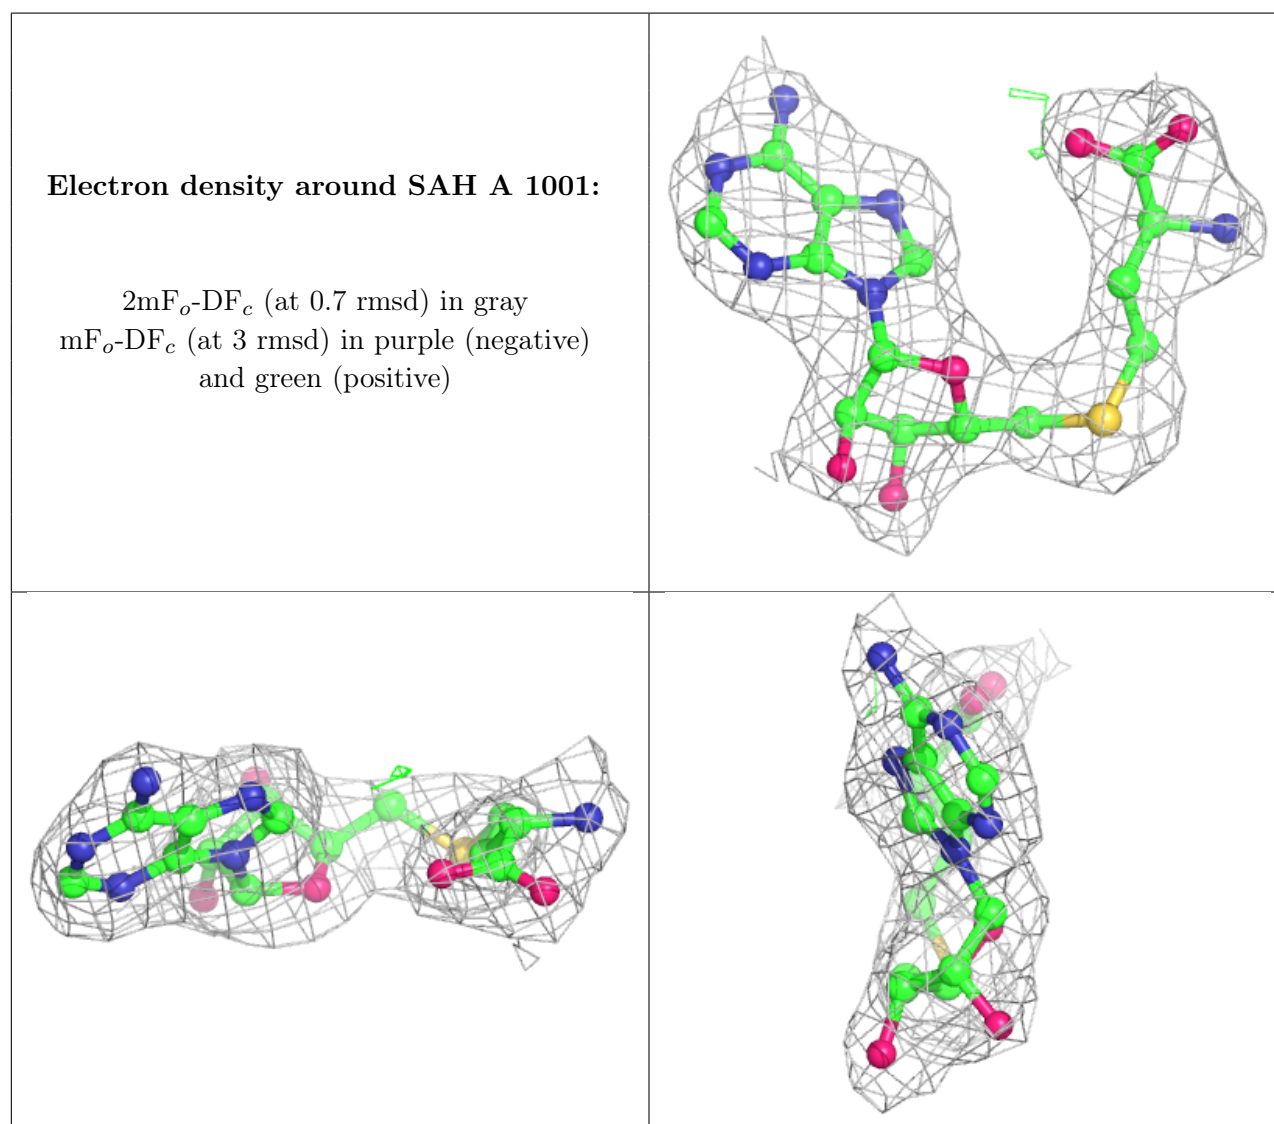 Electron density around SAH A 1001:
2mFo-DFc (at 0.7 rmsd) in gray
mFo-DFc (at 3 rmsd) in purple (negative)
and green (positive)